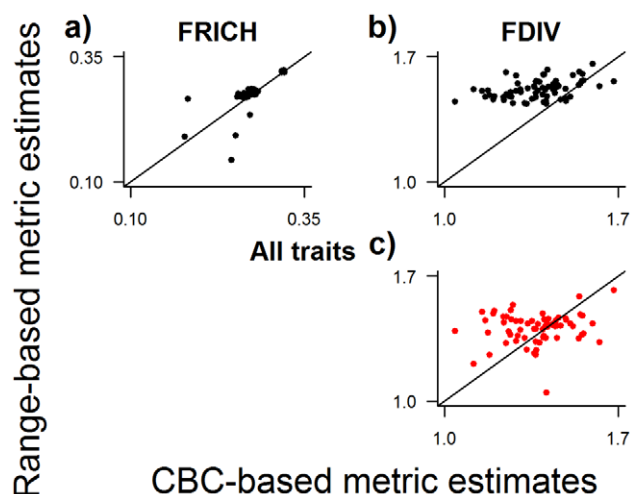 a) FRICH b) FDIV
Range-based metric estimates
0.35
0.10
0.10 0.35
All traits
1.7
1.0
1.0 1.7
c)
1.7
1.0
1.0 1.7
CBC-based metric estimates